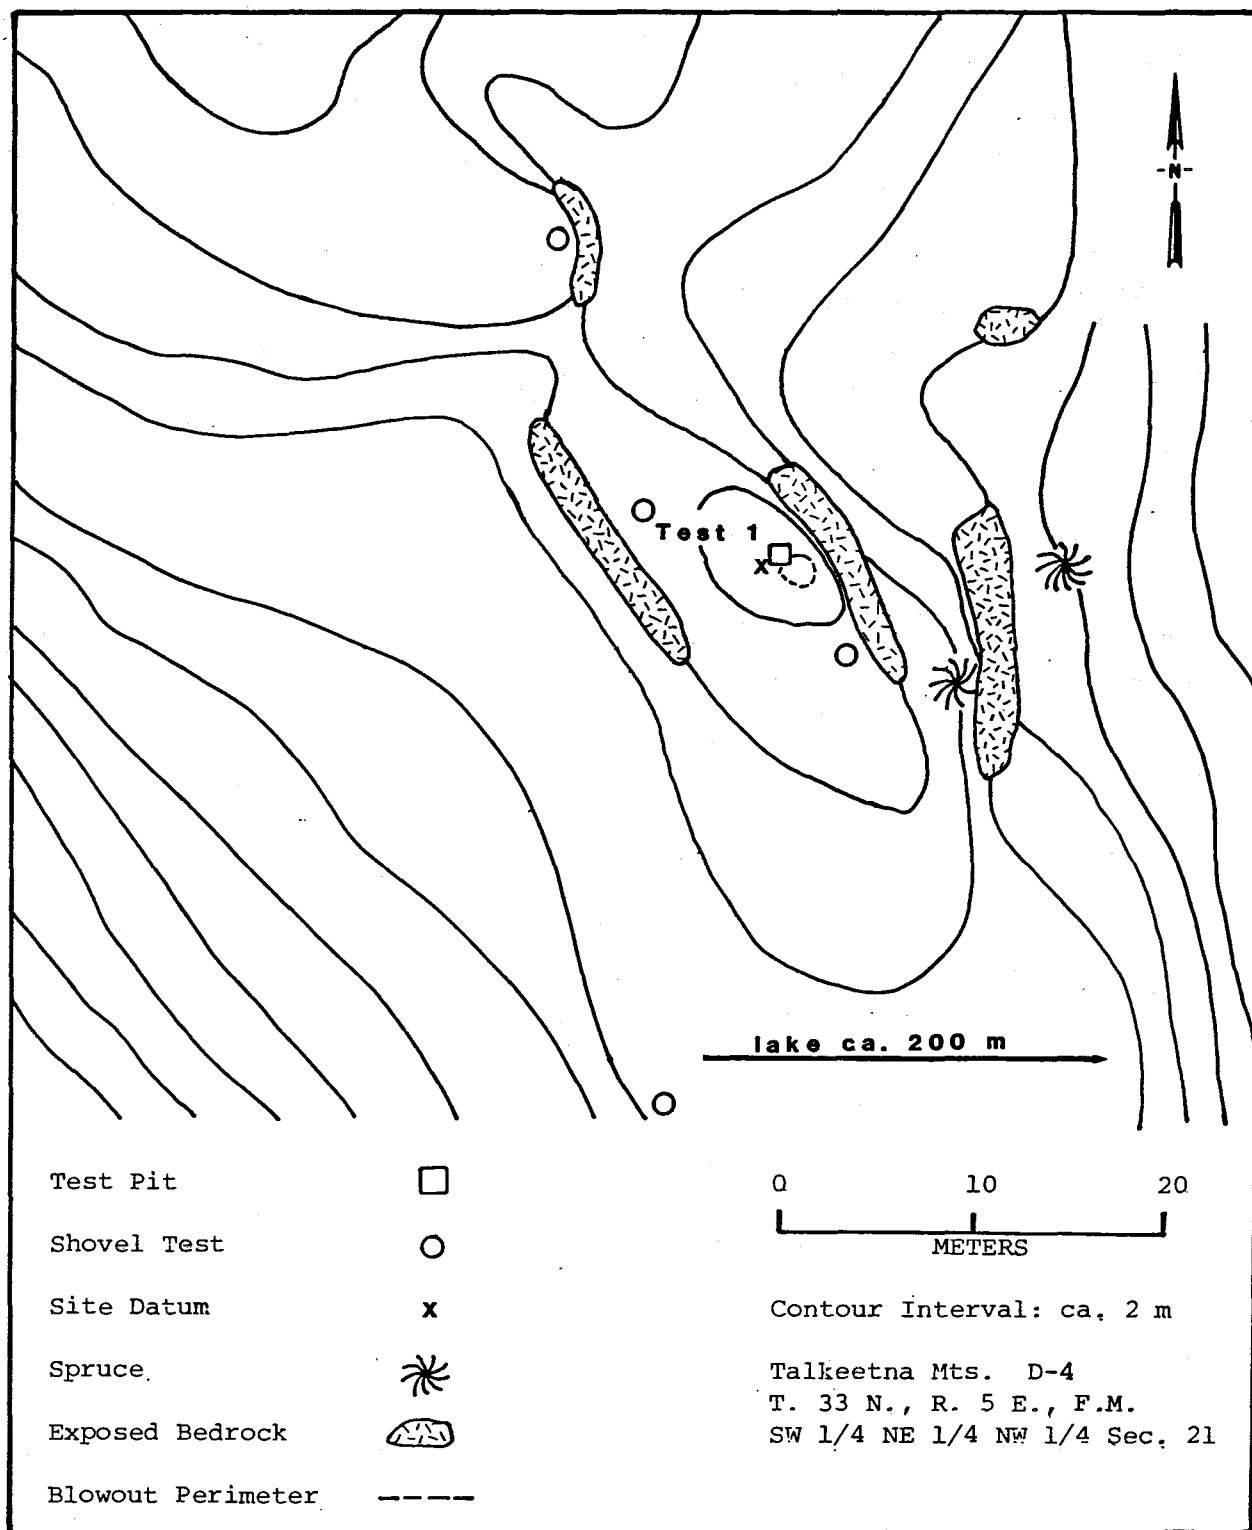 -N-
Test 1
x
lake ca. 200 m
Test Pit
Shovel Test
Site Datum x
Spruce
Exposed Bedrock
Blowout Perimeter
0 10 20
METERS
Contour Interval: ca. 2 m
Talkeetna Mts. D-4
T. 33 N., R. 5 E., F.M.
SW 1/4 NE 1/4 NW 1/4 Sec. 21